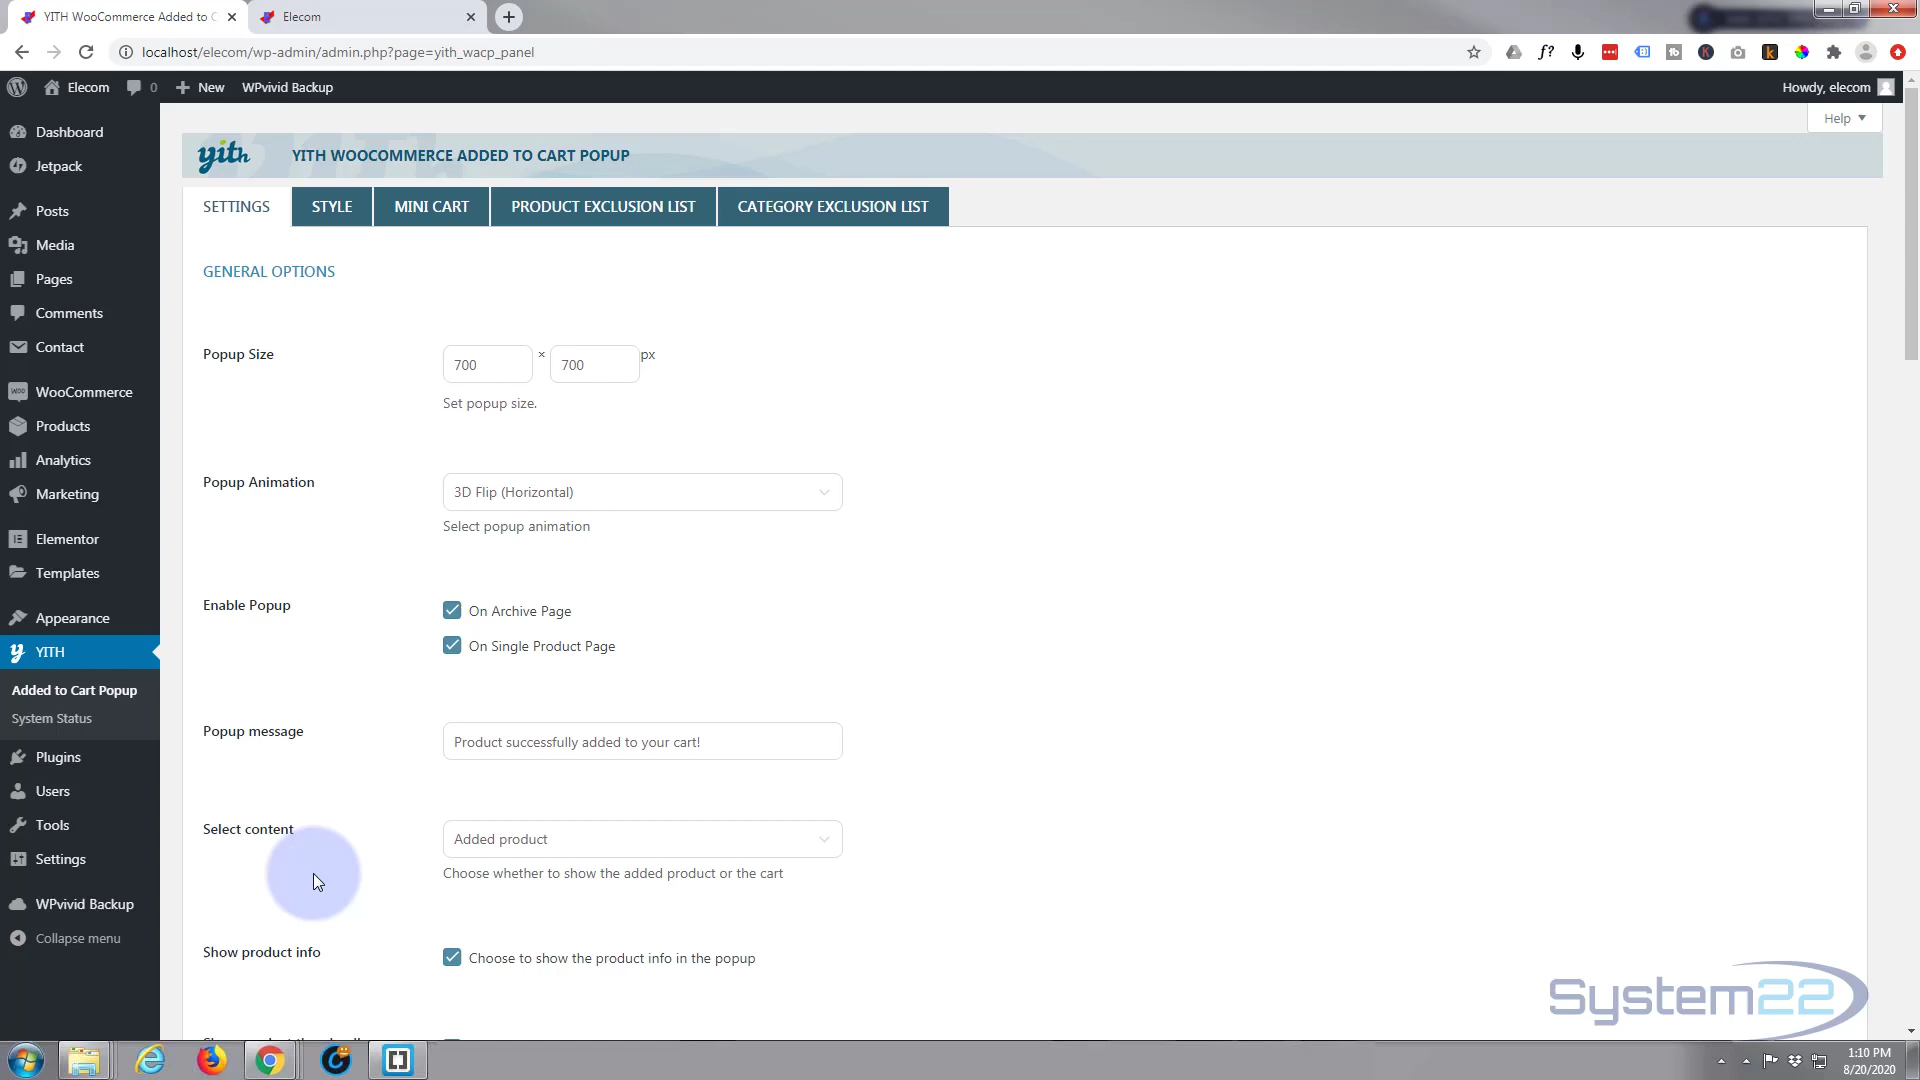 YITH WooCommerce Added to C
Elecom
localhost/elecom/wp-admin/admin.php?page=yith_wacp_panel
Elecom
0
New
WPvivid Backup
Howdy, elecom
Help
Dashboard
Jetpack
Posts
Media
Pages
Comments
Contact
WooCommerce
Products
Analytics
Marketing
Elementor
Templates
Appearance
YITH
Added to Cart Popup
System Status
Plugins
Users
Tools
Settings
WPvivid Backup
Collapse menu
yith
YITH WOOCOMMERCE ADDED TO CART POPUP
SETTINGS
STYLE
MINI CART
PRODUCT EXCLUSION LIST
CATEGORY EXCLUSION LIST
GENERAL OPTIONS
Popup Size
700 × 700 px
Set popup size.
Popup Animation
3D Flip (Horizontal)
Select popup animation
Enable Popup
On Archive Page
On Single Product Page
Popup message
Product successfully added to your cart!
Select content
Added product
Choose whether to show the added product or the cart
Show product info
Choose to show the product info in the popup
System22
1:10 PM
8/20/2020